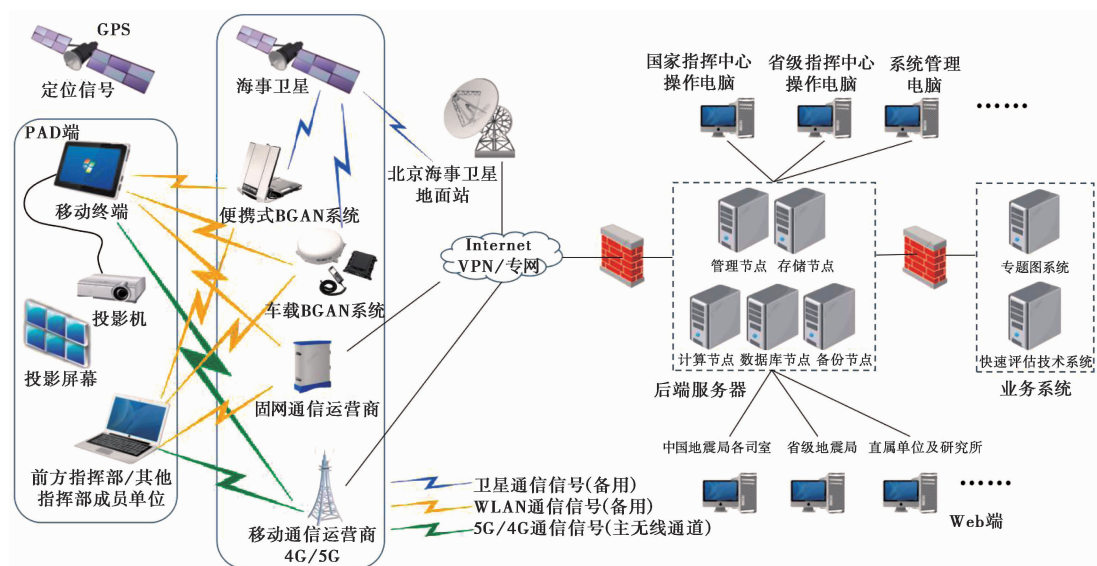 GPS
定位信号
PAD端
移动终端
投影机
投影屏幕
前方指挥部/其他
指挥部成员单位
海事卫星
便携式BGAN系统
车载BGAN系统
固网通信运营商
移动通信运营商
4G/5G
北京海事卫星
地面站
Internet
VPN/专网
卫星通信信号(备用)
WLAN通信信号(备用)
5G/4G通信信号(主无线通道)
国家指挥中心
操作电脑
省级指挥中心
操作电脑
系统管理
电脑
……
管理节点
存储节点
计算节点
数据库节点
备份节点
后端服务器
专题图系统
快速评估技术系统
业务系统
中国地震局各司室
省级地震局
直属单位及研究所
……
Web端